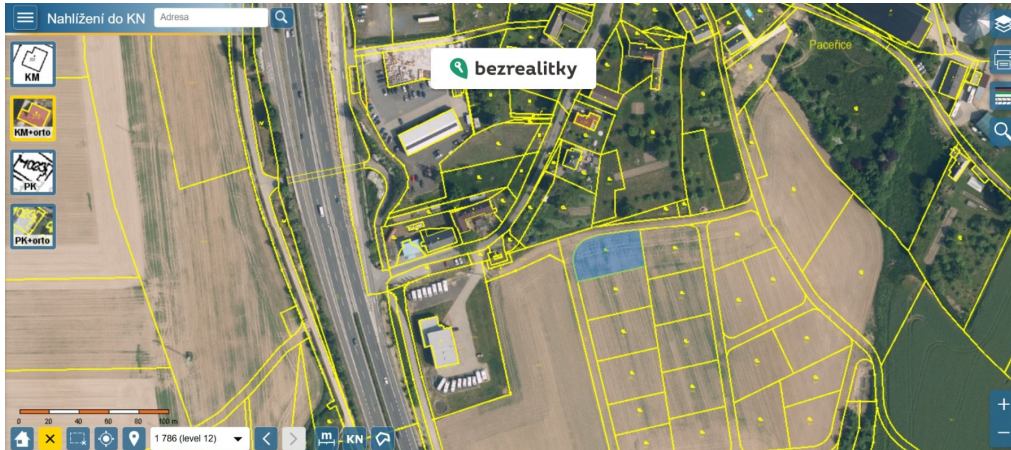 Nahlížení do KN
Adresa
bezrealitky
Paceřice
KM
KM+orto
PK
PK+orto
0 20 40 60 80 100 m
1 786 (level 12)
m
KN